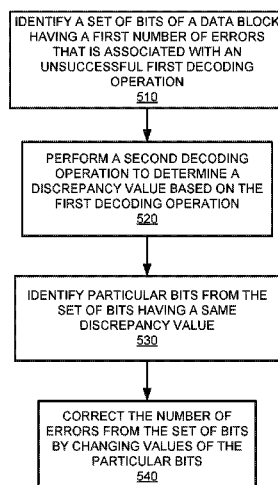 IDENTIFY A SET OF BITS OF A DATA BLOCK
HAVING A FIRST NUMBER OF ERRORS
THAT IS ASSOCIATED WITH AN
UNSUCCESSFUL FIRST DECODING
OPERATION
510
PERFORM A SECOND DECODING
OPERATION TO DETERMINE A
DISCREPANCY VALUE BASED ON THE
FIRST DECODING OPERATION
520
IDENTIFY PARTICULAR BITS FROM THE
SET OF BITS HAVING A SAME
DISCREPANCY VALUE
530
CORRECT THE NUMBER OF
ERRORS FROM THE SET OF BITS
BY CHANGING VALUES OF THE
PARTICULAR BITS
540